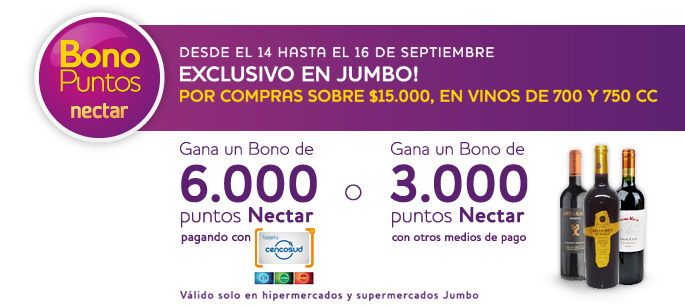 Bono
Puntos
nectar
DESDE EL 14 HASTA EL 16 DE SEPTIEMBRE
EXCLUSIVO EN JUMBO!
POR COMPRAS SOBRE $15.000, EN VINOS DE 700 Y 750 CC
Gana un Bono de
6.000
puntos Nectar
pagando con
tarjeta
cencosud
o
Gana un Bono de
3.000
puntos Nectar
con otros medios de pago
Válido solo en hipermercados y supermercados Jumbo